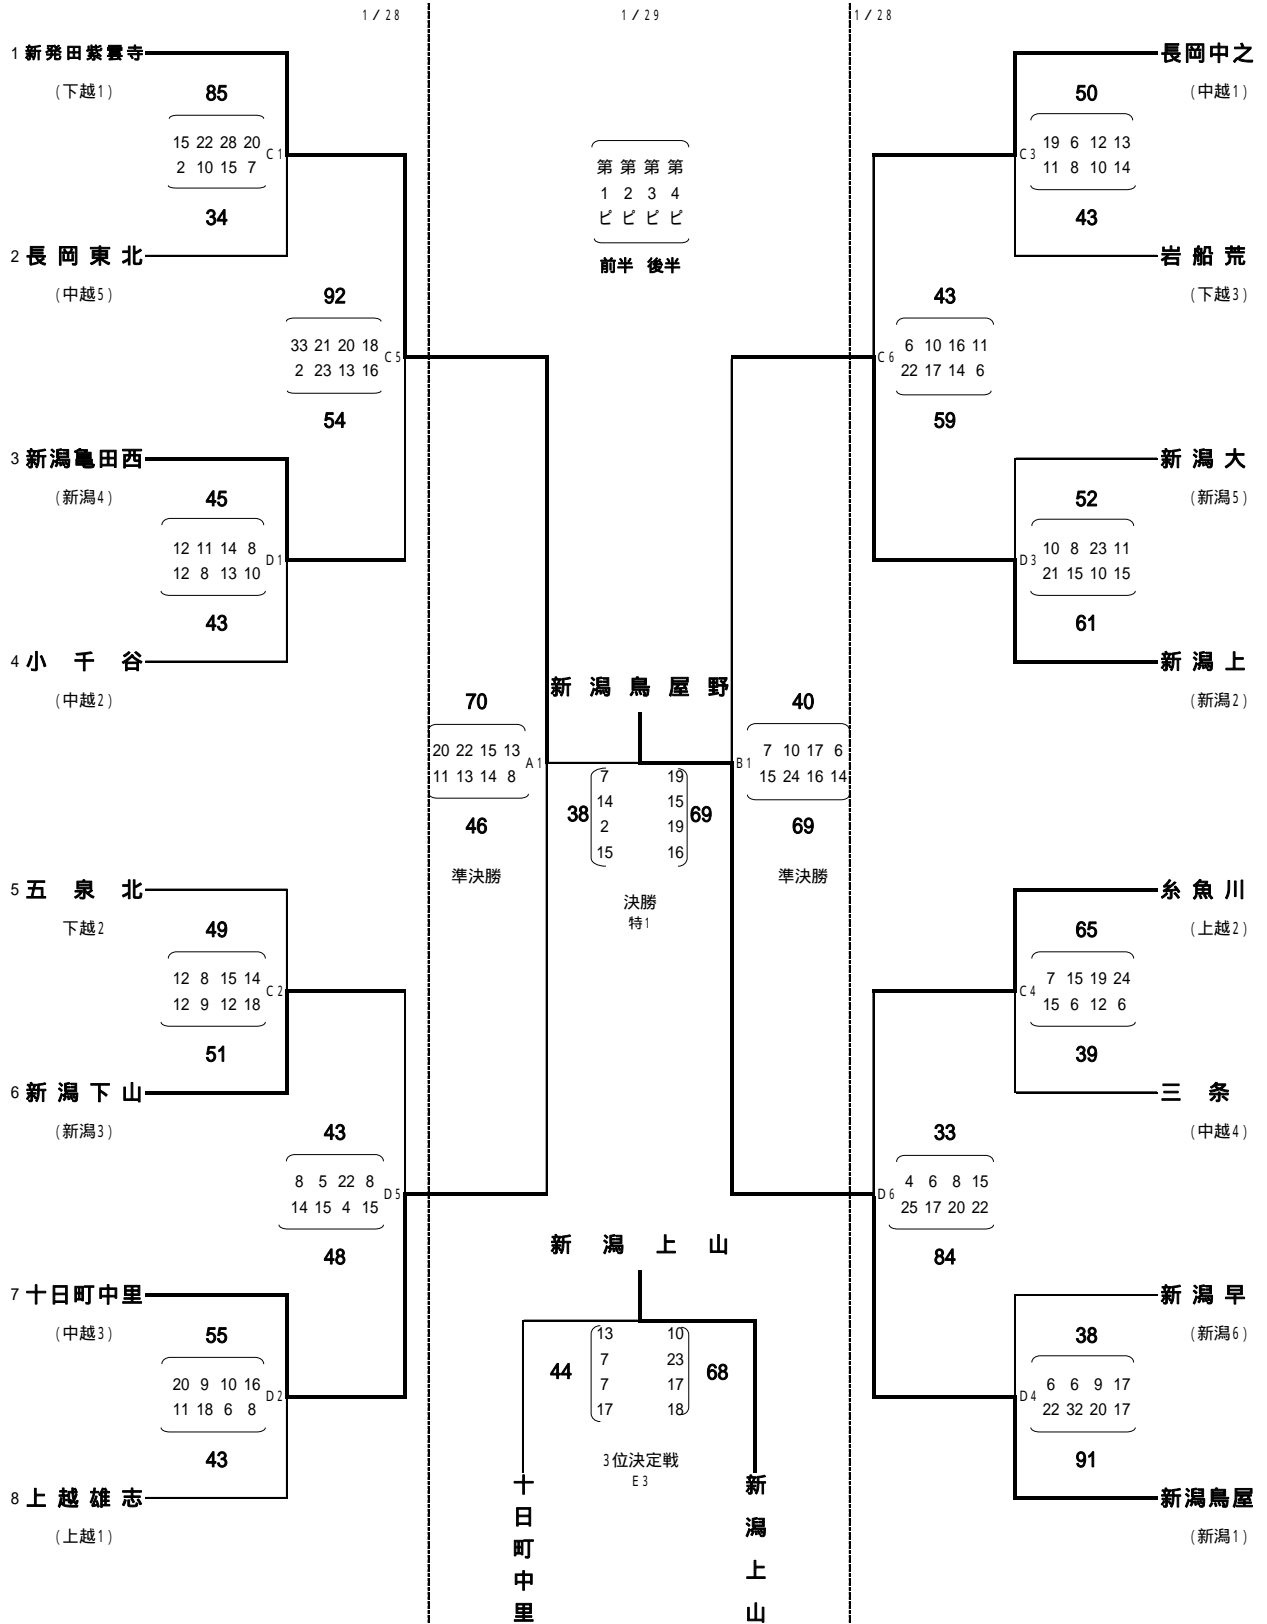 1/28
1/29
1/28
1 新発田紫雲寺
(下越1)
85
15 22 28 20
2 10 15 7
C1
34
2 長岡東北
(中越5)
92
33 21 20 18
2 23 13 16
C5
54
3 新潟亀田西
(新潟4)
45
12 11 14 8
12 8 13 10
D1
43
4 小千谷
(中越2)
70
20 22 15 13
11 13 14 8
A1
46
準決勝
5 五泉北
下越2
49
12 8 15 14
12 9 12 18
C2
51
6 新潟下山
(新潟3)
43
8 5 22 8
14 15 4 15
D5
48
7 十日町中里
(中越3)
55
20 9 10 16
11 18 6 8
D2
43
8 上越雄志
(上越1)
第 第 第 第
1 2 3 4
ピ ピ ピ ピ
前半 後半
新潟鳥屋野
7 19
14 15
38 69
2 19
15 16
決勝
特1
新潟上山
13 10
7 23
44 68
7 17
17 18
3位決定戦
E3
十日町中里
新潟上山
長岡中之
(中越1)
50
C3
19 6 12 13
11 8 10 14
43
岩船荒
(下越3)
43
C6
6 10 16 11
22 17 14 6
59
新潟大
(新潟5)
52
D3
10 8 23 11
21 15 10 15
61
新潟上
(新潟2)
40
B1
7 10 17 6
15 24 16 14
69
準決勝
糸魚川
(上越2)
65
C4
7 15 19 24
15 6 12 6
39
三条
(中越4)
33
D6
4 6 8 15
25 17 20 22
84
新潟早
(新潟6)
38
D4
6 6 9 17
22 32 20 17
91
新潟鳥屋
(新潟1)